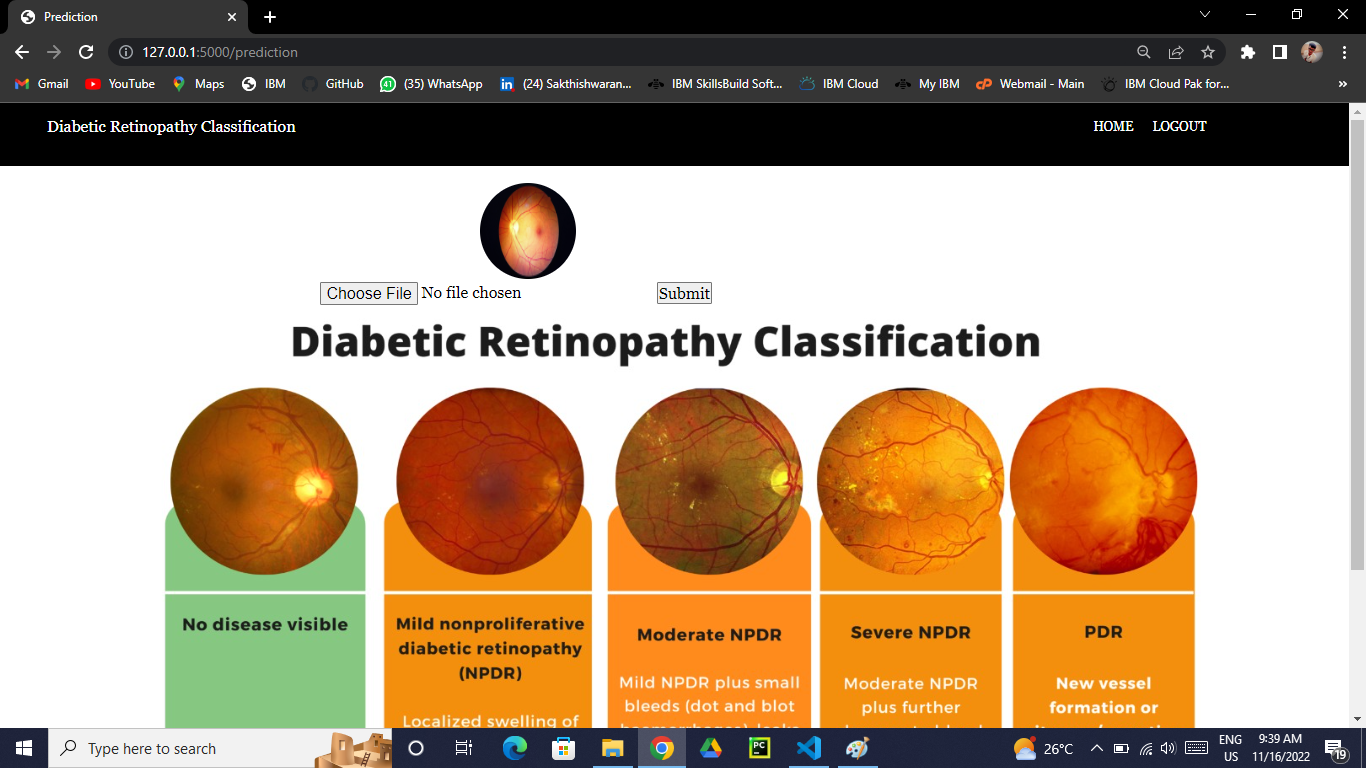 Prediction
127.0.0.1:5000/prediction
Gmail YouTube Maps IBM GitHub (35) WhatsApp (24) Sakthishwaran... IBM SkillsBuild Soft... IBM Cloud My IBM Webmail - Main IBM Cloud Pak for... »
Diabetic Retinopathy Classification HOME LOGOUT
Choose File No file chosen Submit
Diabetic Retinopathy Classification
No disease visible
Mild nonproliferative
diabetic retinopathy
(NPDR)
Localized swelling of
Moderate NPDR
Mild NPDR plus small
bleeds (dot and blot
Severe NPDR
Moderate NPDR
plus further
PDR
New vessel
formation or
Type here to search
26°C
ENG
US
9:39 AM
11/16/2022
19